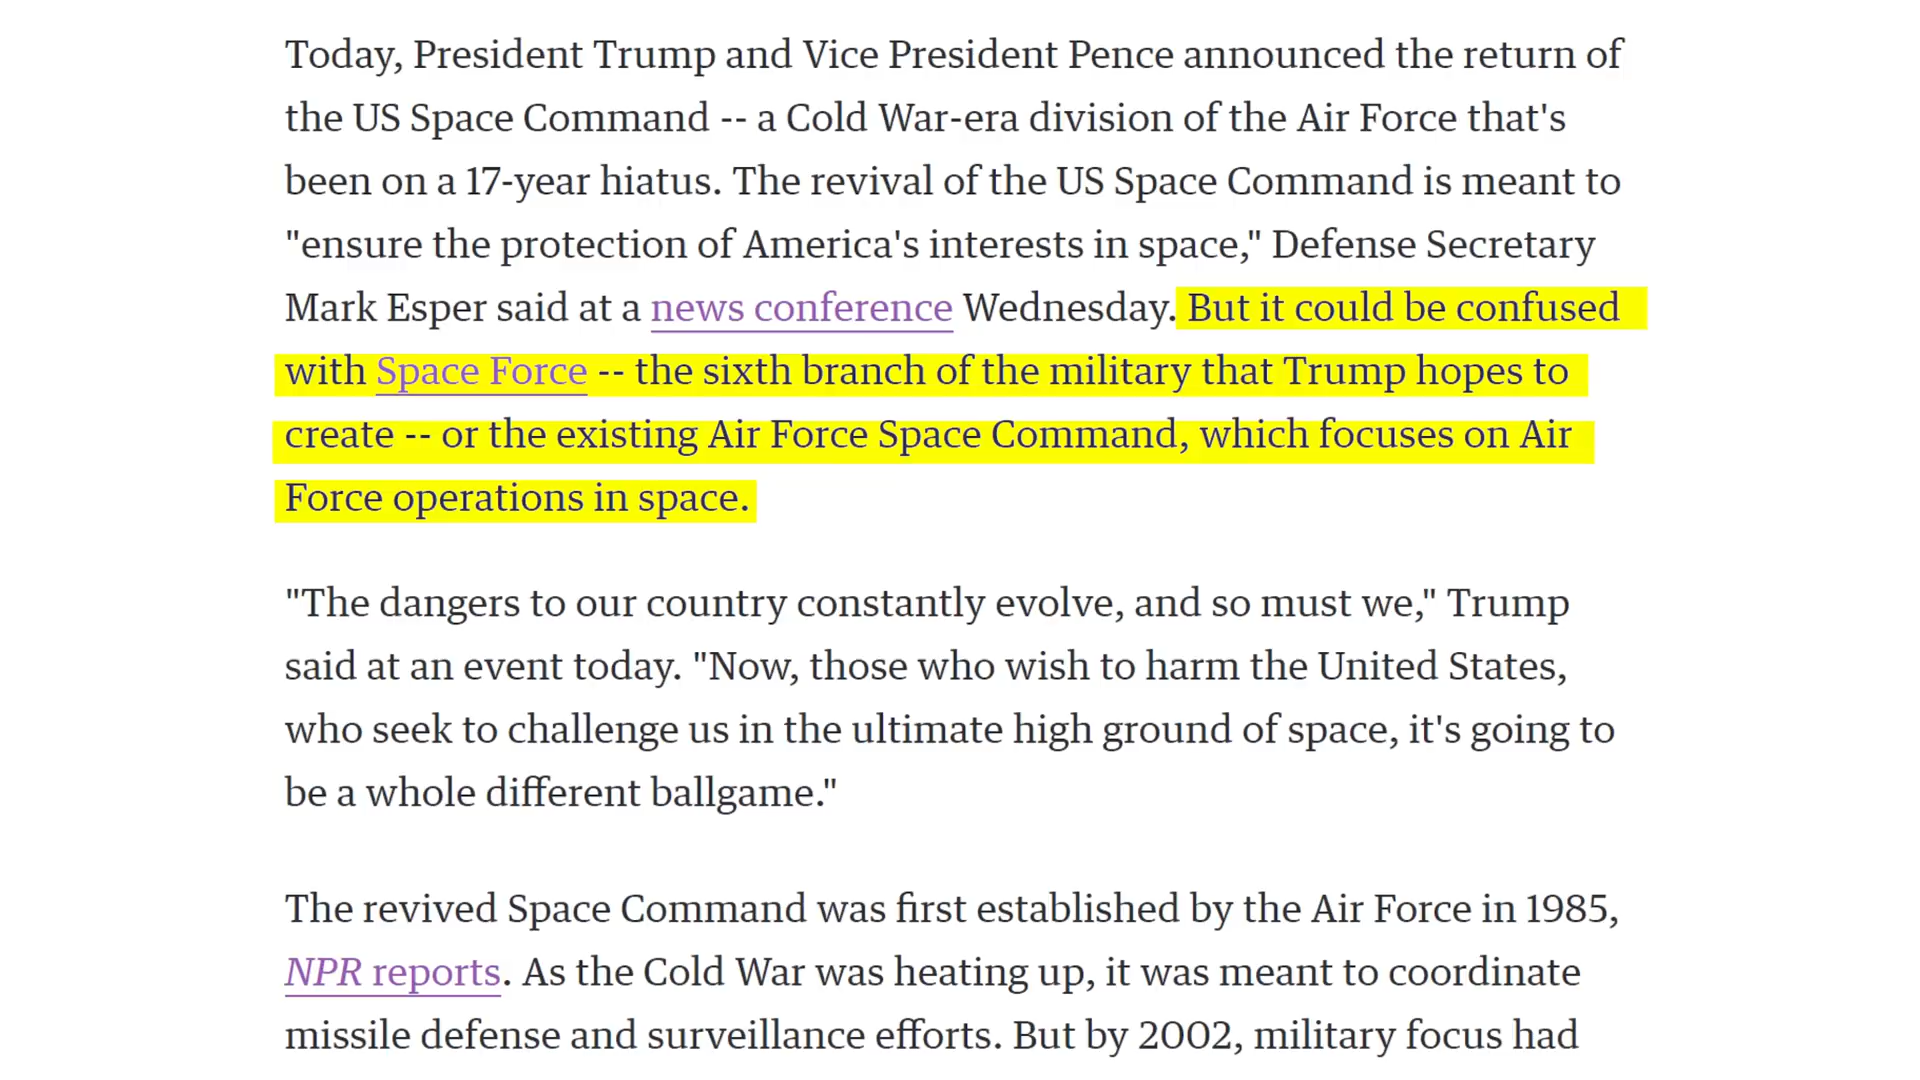 Today, President Trump and Vice President Pence announced the return of
the US Space Command -- a Cold War-era division of the Air Force that's
been on a 17-year hiatus. The revival of the US Space Command is meant to
"ensure the protection of America's interests in space," Defense Secretary
Mark Esper said at a news conference Wednesday. But it could be confused
with Space Force -- the sixth branch of the military that Trump hopes to
create -- or the existing Air Force Space Command, which focuses on Air
Force operations in space.
"The dangers to our country constantly evolve, and so must we," Trump
said at an event today. "Now, those who wish to harm the United States,
who seek to challenge us in the ultimate high ground of space, it's going to
be a whole different ballgame."
The revived Space Command was first established by the Air Force in 1985,
NPR reports. As the Cold War was heating up, it was meant to coordinate
missile defense and surveillance efforts. But by 2002, military focus had